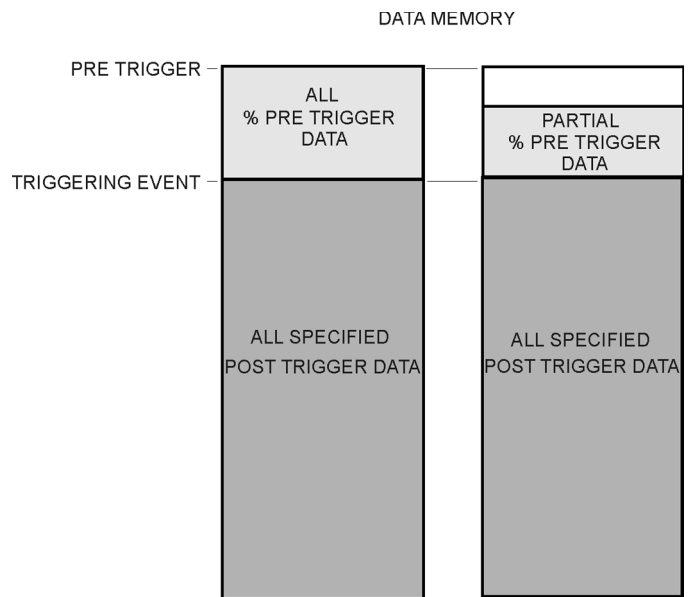 DATA MEMORY
PRE TRIGGER
ALL
% PRE TRIGGER
DATA
PARTIAL
% PRE TRIGGER
DATA
TRIGGERING EVENT
ALL SPECIFIED
POST TRIGGER DATA
ALL SPECIFIED
POST TRIGGER DATA